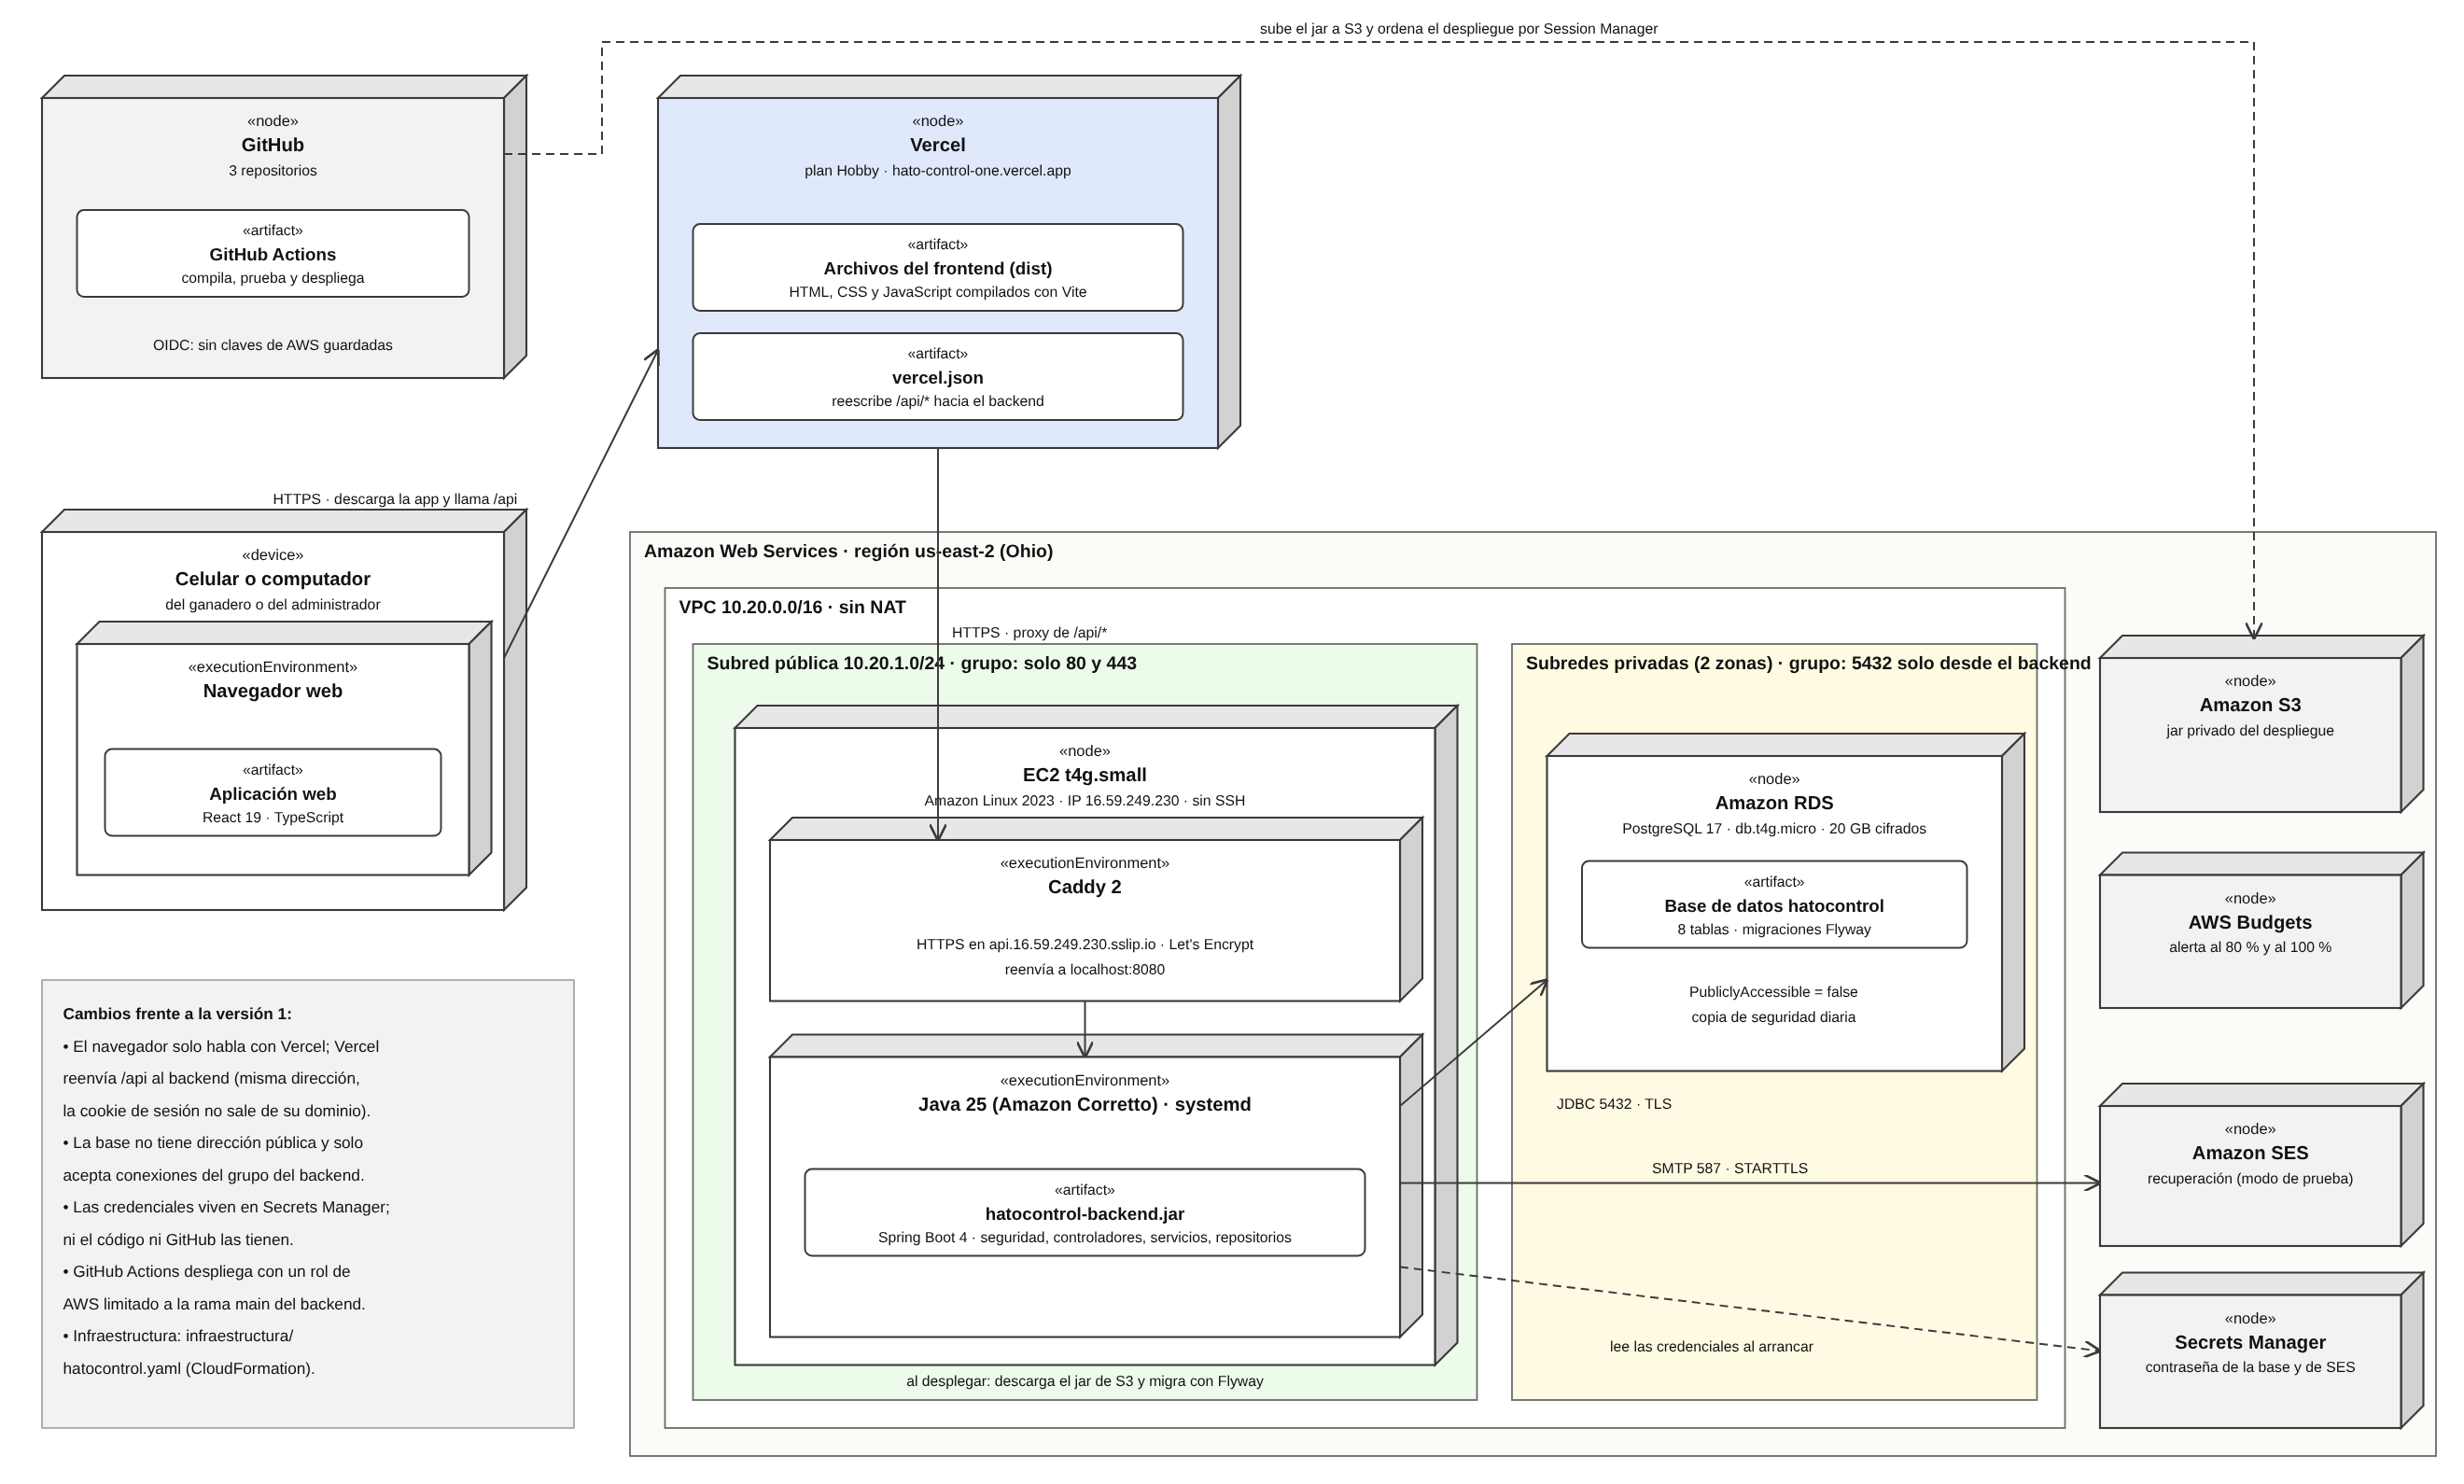 sube el jar a S3 y ordena el despliegue por Session Manager
«node»
GitHub
3 repositorios
«artifact»
GitHub Actions
compila, prueba y despliega
OIDC: sin claves de AWS guardadas
«node»
Vercel
plan Hobby · hato-control-one.vercel.app
«artifact»
Archivos del frontend (dist)
HTML, CSS y JavaScript compilados con Vite
«artifact»
vercel.json
reescribe /api/* hacia el backend
HTTPS · descarga la app y llama /api
«device»
Celular o computador
del ganadero o del administrador
«executionEnvironment»
Navegador web
«artifact»
Aplicación web
React 19 · TypeScript
Cambios frente a la versión 1:
• El navegador solo habla con Vercel; Vercel
reenvía /api al backend (misma dirección,
la cookie de sesión no sale de su dominio).
• La base no tiene dirección pública y solo
acepta conexiones del grupo del backend.
• Las credenciales viven en Secrets Manager;
ni el código ni GitHub las tienen.
• GitHub Actions despliega con un rol de
AWS limitado a la rama main del backend.
• Infraestructura: infraestructura/
hatocontrol.yaml (CloudFormation).
Amazon Web Services · región us-east-2 (Ohio)
VPC 10.20.0.0/16 · sin NAT
HTTPS · proxy de /api/*
Subred pública 10.20.1.0/24 · grupo: solo 80 y 443
«node»
EC2 t4g.small
Amazon Linux 2023 · IP 16.59.249.230 · sin SSH
«executionEnvironment»
Caddy 2
HTTPS en api.16.59.249.230.sslip.io · Let's Encrypt
reenvía a localhost:8080
«executionEnvironment»
Java 25 (Amazon Corretto) · systemd
«artifact»
hatocontrol-backend.jar
Spring Boot 4 · seguridad, controladores, servicios, repositorios
al desplegar: descarga el jar de S3 y migra con Flyway
Subredes privadas (2 zonas) · grupo: 5432 solo desde el backend
«node»
Amazon RDS
PostgreSQL 17 · db.t4g.micro · 20 GB cifrados
«artifact»
Base de datos hatocontrol
8 tablas · migraciones Flyway
PubliclyAccessible = false
copia de seguridad diaria
JDBC 5432 · TLS
SMTP 587 · STARTTLS
lee las credenciales al arrancar
«node»
Amazon S3
jar privado del despliegue
«node»
AWS Budgets
alerta al 80 % y al 100 %
«node»
Amazon SES
recuperación (modo de prueba)
«node»
Secrets Manager
contraseña de la base y de SES